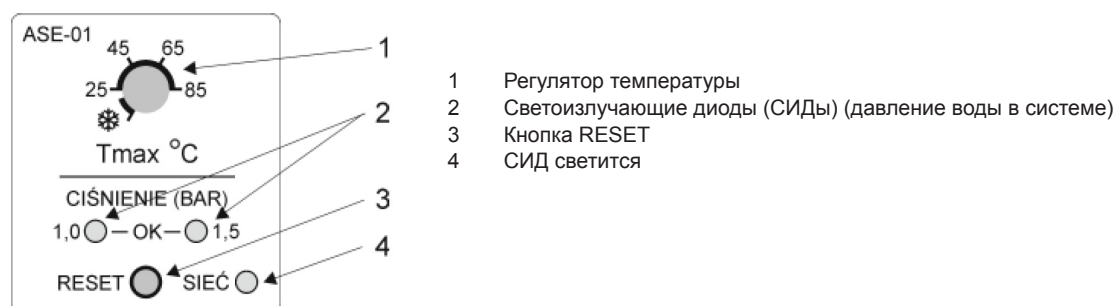 ASE-01
45 65
25 85
Tmax °C
CIŚNIENIE (BAR)
1,0 – OK – 1,5
RESET SIEĆ
1
2
3
4
1 Регулятор температуры
2 Светоизлучающие диоды (СИДы) (давление воды в системе)
3 Кнопка RESET
4 СИД светится